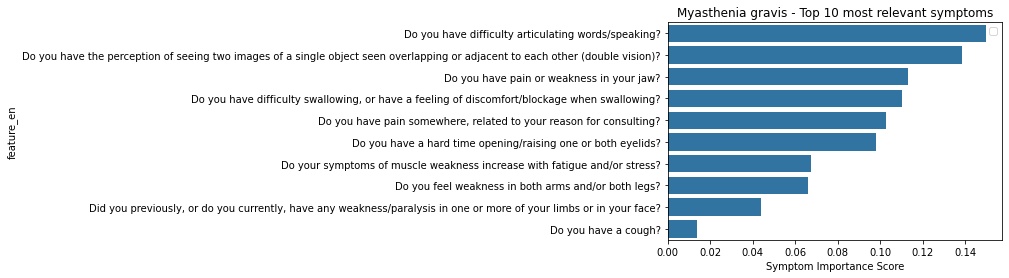 Myasthenia gravis - Top 10 most relevant symptoms
Do you have difficulty articulating words/speaking?
Do you have the perception of seeing two images of a single object seen overlapping or adjacent to each other (double vision)?
Do you have pain or weakness in your jaw?
Do you have difficulty swallowing, or have a feeling of discomfort/blockage when swallowing?
Do you have pain somewhere, related to your reason for consulting?
Do you have a hard time opening/raising one or both eyelids?
Do your symptoms of muscle weakness increase with fatigue and/or stress?
Do you feel weakness in both arms and/or both legs?
Did you previously, or do you currently, have any weakness/paralysis in one or more of your limbs or in your face?
Do you have a cough?
feature_en
0.00 0.02 0.04 0.06 0.08 0.10 0.12 0.14
Symptom Importance Score